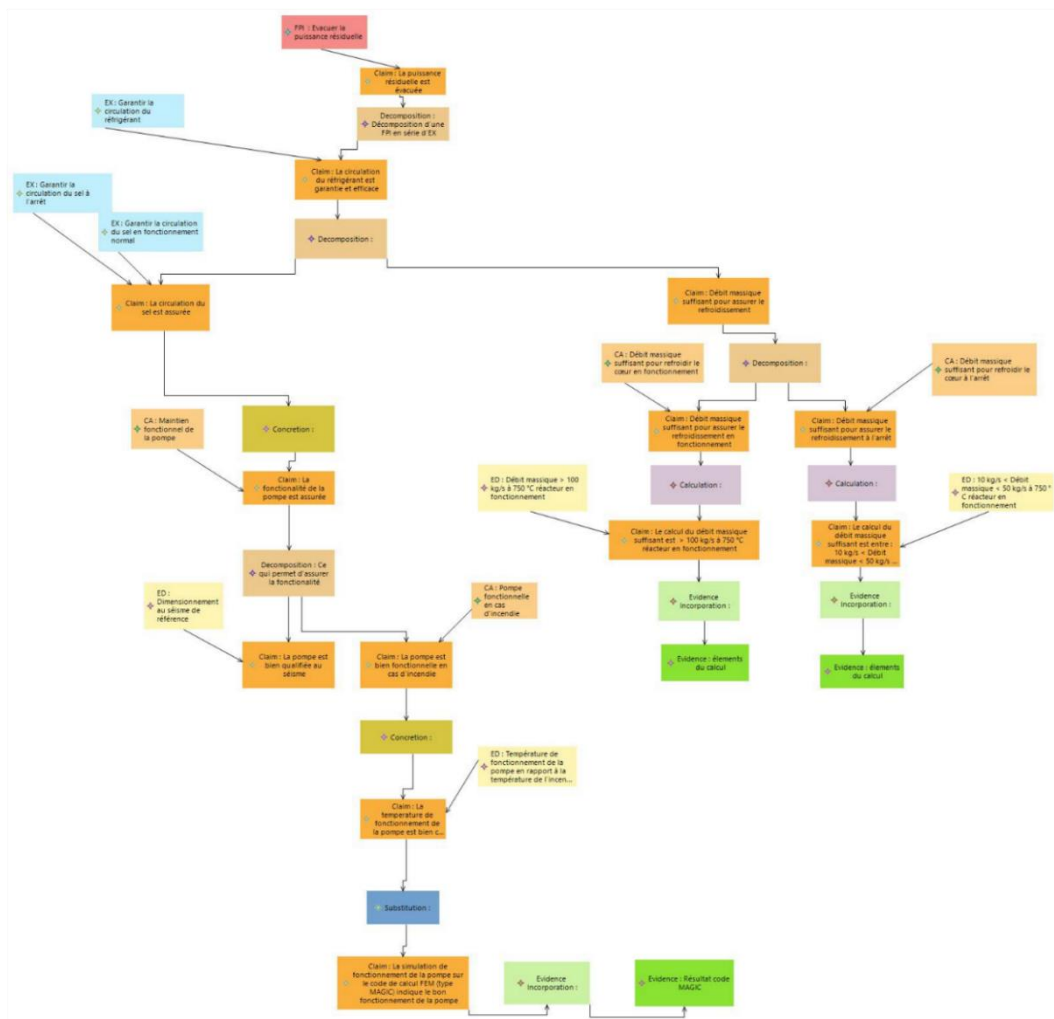 FPI : Evacuer la
puissance résiduelle
Claim : La puissance
résiduelle est
évacuée
Decomposition :
Décomposition d'une
FPI en série d'EX
EX : Garantir la
circulation du
réfrigérant
Claim : La circulation
du réfrigérant est
garantie et efficace
EX : Garantir la
circulation du sel à
l'arrêt
EX : Garantir la circulation
du sel en fonctionnement
normal
Decomposition :
Claim : La circulation du
sel est assurée
Claim : Débit massique
suffisant pour assurer le
refroidissement
CA : Débit massique
suffisant pour refroidir le
cœur en fonctionnement
Decomposition :
CA : Débit massique
suffisant pour refroidir le
cœur à l'arrêt
CA : Maintien
fonctionnel de
la pompe
Concretion :
Claim : Débit massique
suffisant pour assurer le
refroidissement en
fonctionnement
Claim : Débit massique
suffisant pour assurer le
refroidissement à l'arrêt
Claim : La
fonctionalité de la
pompe est assurée
ED : Débit massique > 100
kg/s à 750 °C réacteur en
fonctionnement
Calculation :
Calculation :
ED : 10 kg/s < Débit
massique < 50 kg/s à 750 °
C réacteur en
fonctionnement
Claim : Le calcul du débit massique
suffisant est > 100 kg/s à 750 °C
réacteur en fonctionnement
Claim : Le calcul du
débit massique
suffisant est entre :
10 kg/s < Débit
massique < 50 kg/s ...
Decomposition : Ce
qui permet d'assurer
la fonctionalité
ED :
Dimensionnement
au séisme de
référence
CA : Pompe
fonctionnelle
en cas
d'incendie
Evidence
incorporation :
Evidence
incorporation :
Claim : La pompe est
bien qualifiée au
séisme
Claim : La pompe est
bien fonctionnelle en
cas d'incendie
Evidence : élements
du calcul
Evidence : élements
du calcul
Concretion :
ED : Température de
fonctionnement de la
pompe en rapport à la
température de l'incen...
Claim : La
température de
fonctionnement de
la pompe est bien c...
Substitution :
Claim : La simulation de
fonctionnement de la pompe sur
le code de calcul FEM (type
MAGIC) indique le bon
fonctionnement de la pompe
Evidence
incorporation :
Evidence : Résultat code
MAGIC